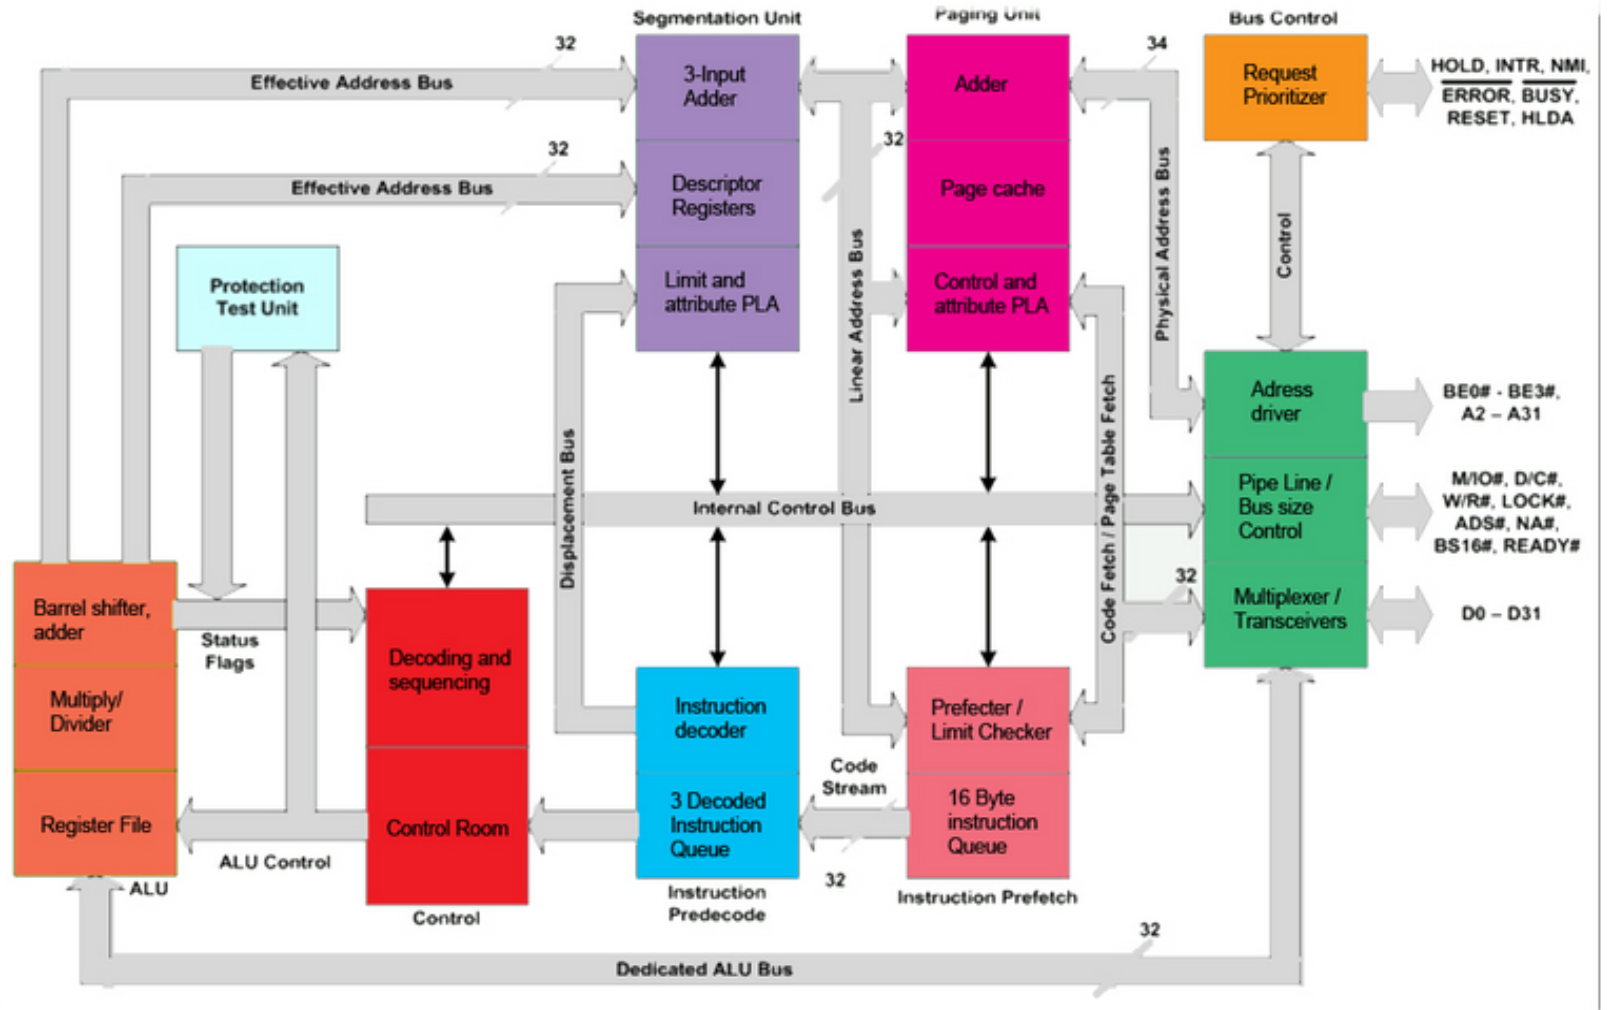 Segmentation Unit
Paging Unit
Bus Control
32
Effective Address Bus
3-Input
Adder
Adder
34
Request
Prioritizer
HOLD, INTR, NMI,
ERROR, BUSY,
RESET, HLDA
32
Effective Address Bus
Descriptor
Registers
32
Page cache
Physical Address Bus
Control
Protection
Test Unit
Limit and
attribute PLA
Linear Address Bus
Control and
attribute PLA
Adress
driver
BE0# - BE3#,
A2 – A31
Displacement Bus
Internal Control Bus
Code Fetch / Page Table Fetch
Pipe Line /
Bus size
Control
M/IO#, D/C#,
W/R#, LOCK#,
ADS#, NA#,
BS16#, READY#
32
Multiplexer /
Transceivers
D0 – D31
Barrel shifter,
adder
Status
Flags
Multiply/
Divider
Register File
ALU
ALU Control
Decoding and
sequencing
Control Room
Control
Instruction
decoder
3 Decoded
Instruction
Queue
Instruction
Predecode
Code
Stream
32
Prefecter /
Limit Checker
16 Byte
instruction
Queue
Instruction Prefetch
32
Dedicated ALU Bus